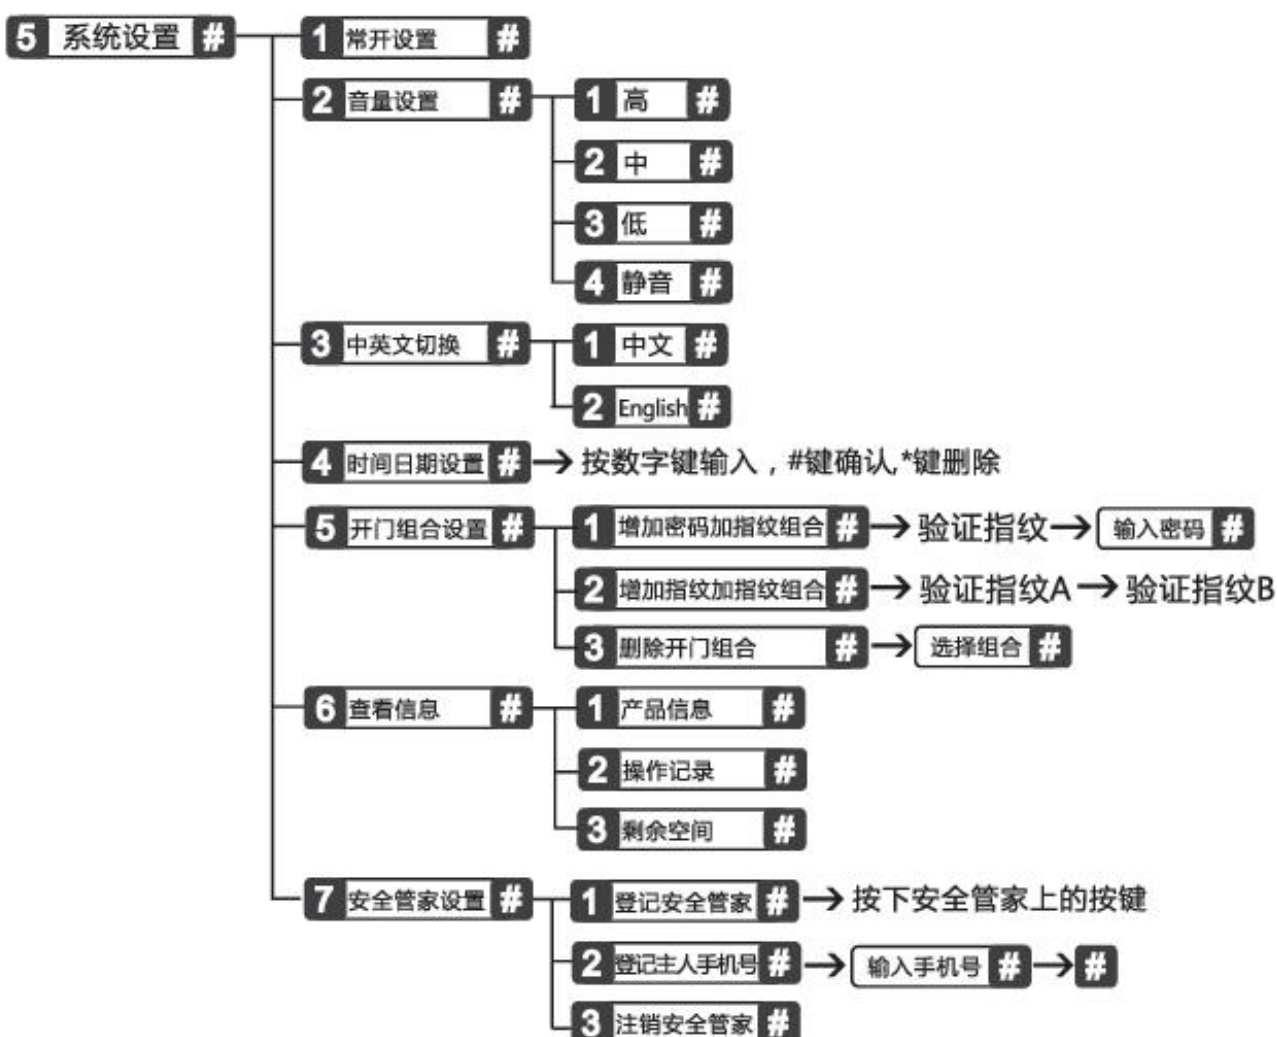 5 系统设置 # 1 常开设置 #
2 音量设置 # 1 高 #
2 中 #
3 低 #
4 静音 #
3 中英文切换 # 1 中文 #
2 English #
4 时间日期设置 # → 按数字键输入，#键确认,*键删除
5 开门组合设置 # 1 增加密码加指纹组合 # → 验证指纹 → 输入密码 #
2 增加指纹加指纹组合 # → 验证指纹A → 验证指纹B
3 删除开门组合 # → 选择组合 #
6 查看信息 # 1 产品信息 #
2 操作记录 #
3 剩余空间 #
7 安全管家设置 # 1 登记安全管家 # → 按下安全管家上的按键
2 登记主人手机号 # → 输入手机号 # → #
3 注销安全管家 #